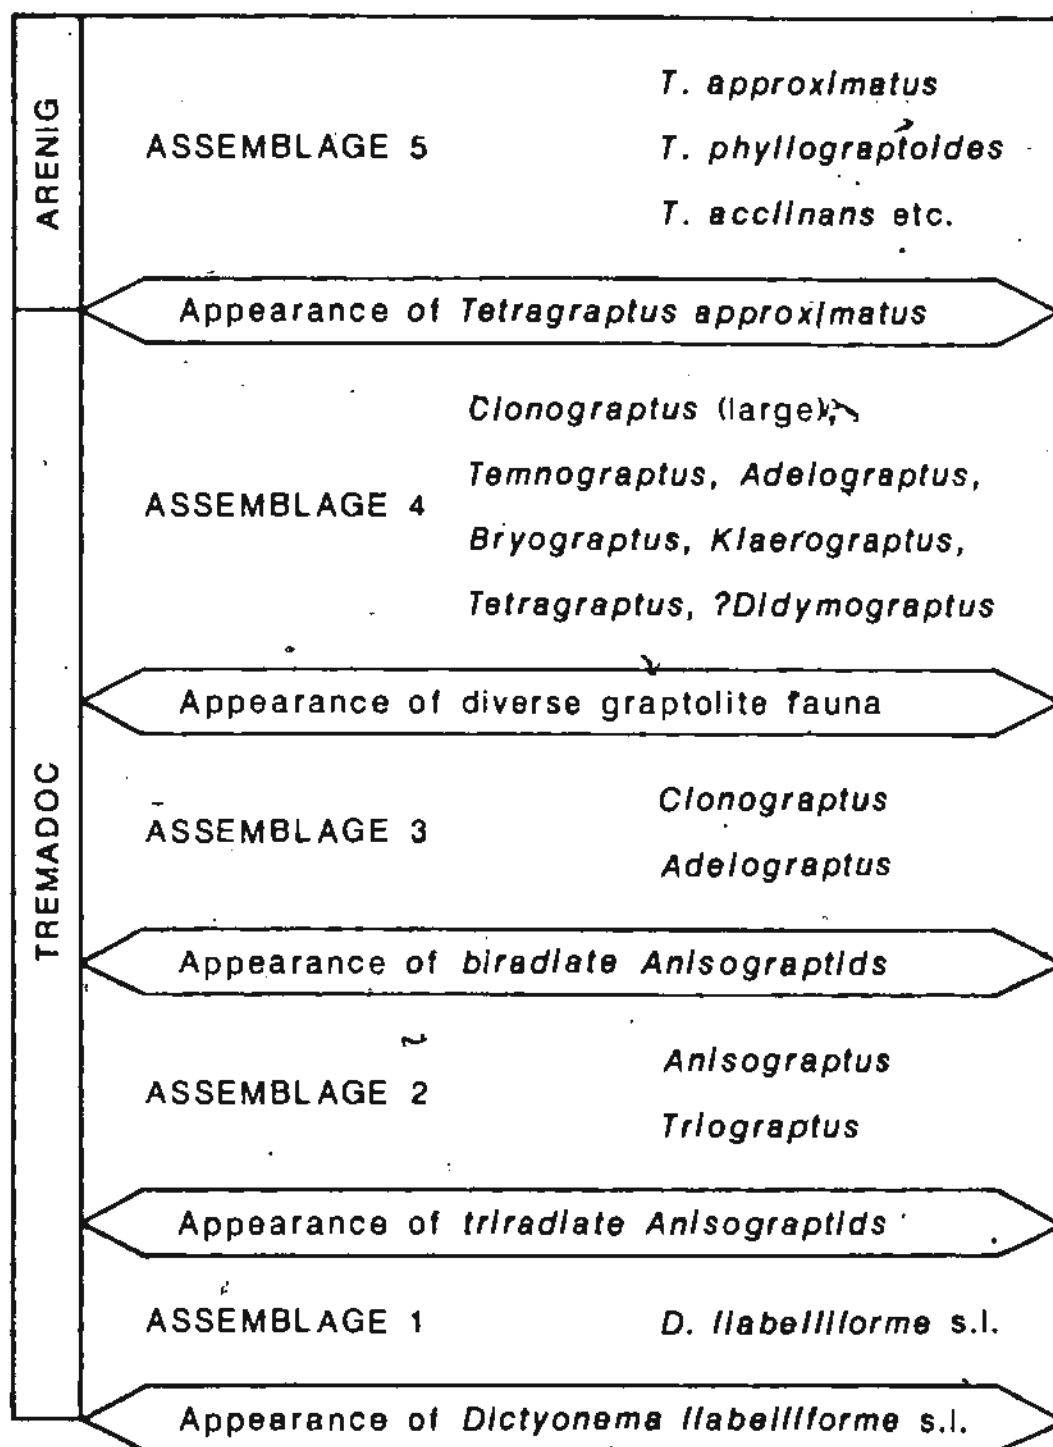 ARENIG
ASSEMBLAGE 5
T. approximatus
T. phyllograptoides
T. acclinans etc.
Appearance of Tetragraptus approximatus
TREMADOC
ASSEMBLAGE 4
Clonograptus (large),
Temnograptus, Adelograptus,
Bryograptus, Kiaerograptus,
Tetragraptus, ?Didymograptus
Appearance of diverse graptolite fauna
ASSEMBLAGE 3
Clonograptus
Adelograptus
Appearance of biradiate Anisograptids
ASSEMBLAGE 2
Anisograptus
Triograptus
Appearance of triradiate Anisograptids
ASSEMBLAGE 1
D. flabelliforme s.l.
Appearance of Dictyonema flabelliforme s.l.